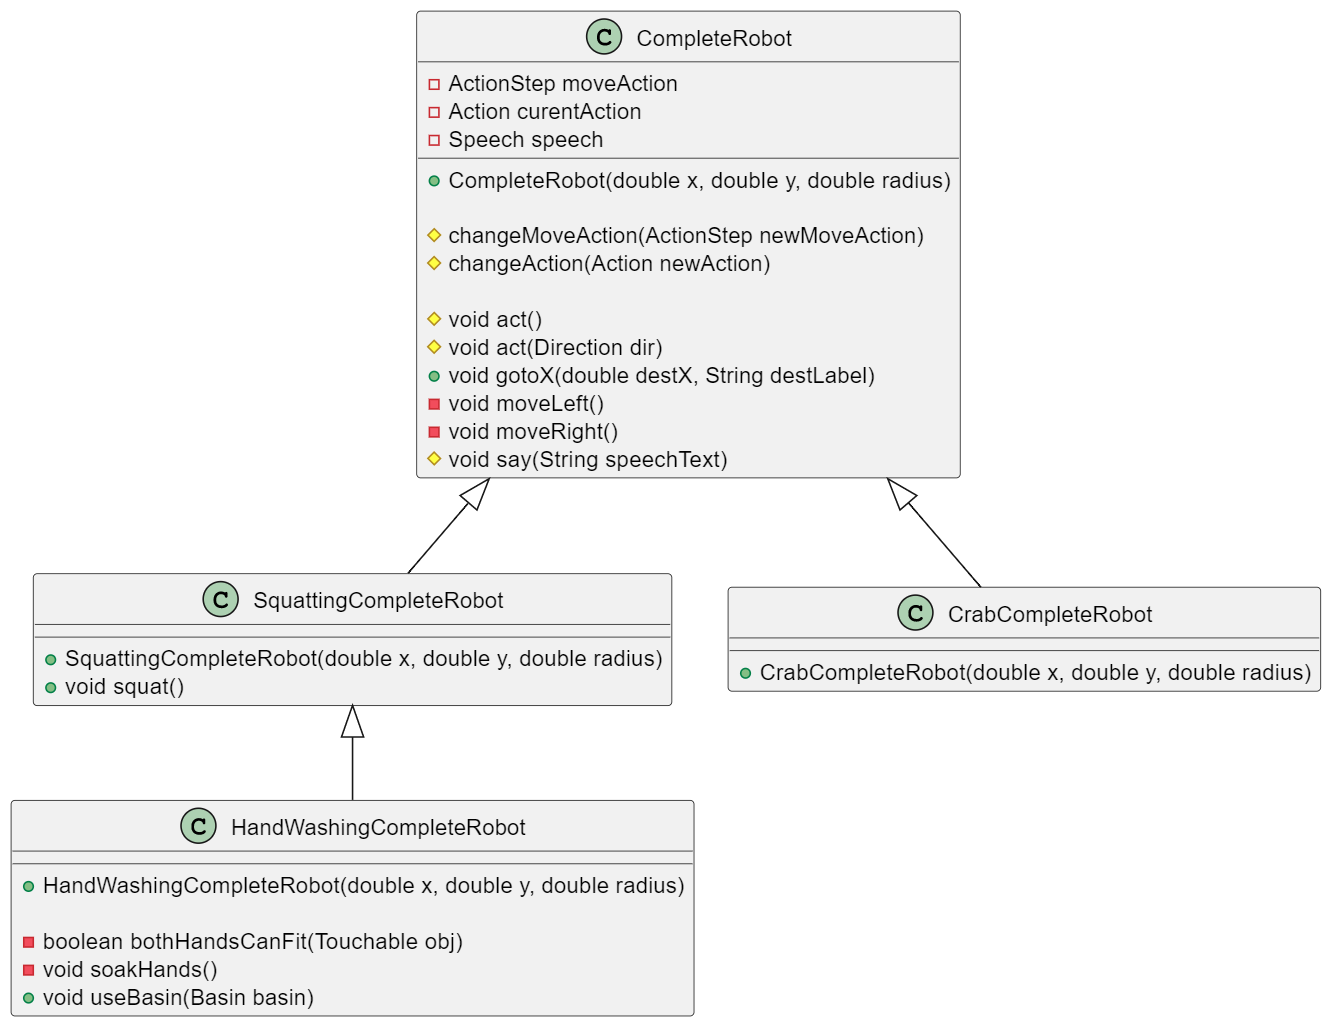 C CompleteRobot
ActionStep moveAction
Action curentAction
Speech speech
CompleteRobot(double x, double y, double radius)
changeMoveAction(ActionStep newMoveAction)
changeAction(Action newAction)
void act()
void act(Direction dir)
void gotoX(double destX, String destLabel)
void moveLeft()
void moveRight()
void say(String speechText)
C SquattingCompleteRobot
SquattingCompleteRobot(double x, double y, double radius)
void squat()
C CrabCompleteRobot
CrabCompleteRobot(double x, double y, double radius)
C HandWashingCompleteRobot
HandWashingCompleteRobot(double x, double y, double radius)
boolean bothHandsCanFit(Touchable obj)
void soakHands()
void useBasin(Basin basin)